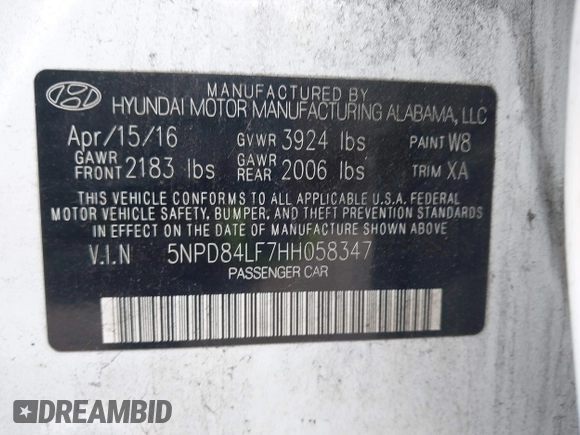 MANUFACTURED BY
HYUNDAI MOTOR MANUFACTURING ALABAMA, LLC
Apr/15/16 GVWR 3924 lbs PAINT W8
GAWR FRONT 2183 lbs GAWR REAR 2006 lbs TRIM XA
THIS VEHICLE CONFORMS TO ALL APPLICABLE U.S.A. FEDERAL
MOTOR VEHICLE SAFETY, BUMPER, AND THEFT PREVENTION STANDARDS
IN EFFECT ON THE DATE OF MANUFACTURE SHOWN ABOVE.
V.I.N 5NPD84LF7HH058347
PASSENGER CAR
DREAMBID